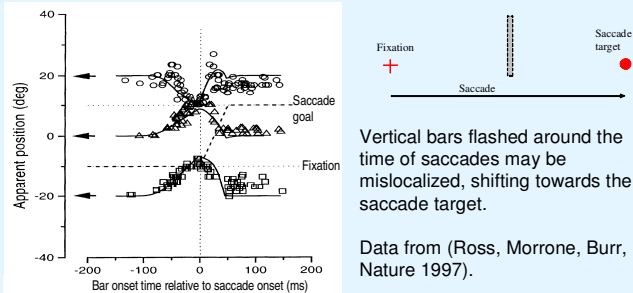 40
20
0
-20
-40
Apparent position (deg)
-200
-100
0
100
200
Bar onset time relative to saccade onset (ms)
Saccade
goal
Fixation
Fixation
Saccade
target
Saccade
Vertical bars flashed around the
time of saccades may be
mislocalized, shifting towards the
saccade target.
Data from (Ross, Morrone, Burr,
Nature 1997).